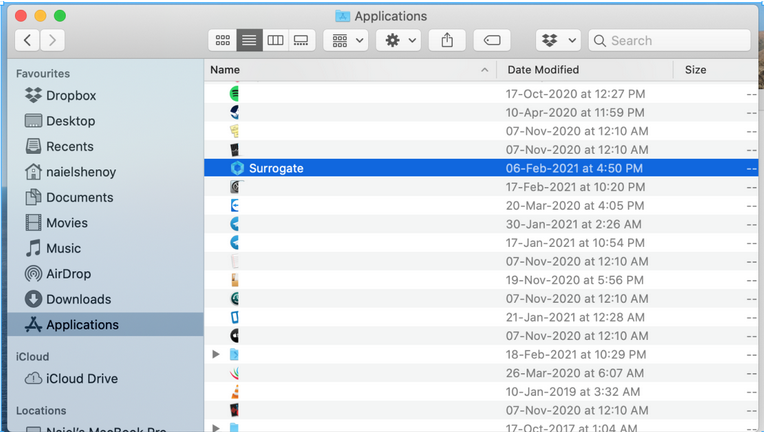 Applications
Search
Favourites
Dropbox
Desktop
Recents
naielshenoy
Documents
Movies
Music
AirDrop
Downloads
Applications
iCloud
iCloud Drive
Locations
Naiel's MacBook Pro
Name Date Modified Size
17-Oct-2020 at 12:27 PM --
10-Apr-2020 at 11:59 PM --
07-Nov-2020 at 12:10 AM --
07-Nov-2020 at 12:10 AM --
Surrogate 06-Feb-2021 at 4:50 PM --
17-Feb-2021 at 10:20 PM --
20-Mar-2020 at 4:05 PM --
30-Jan-2021 at 2:26 AM --
17-Jan-2021 at 10:54 PM --
07-Nov-2020 at 12:10 AM --
19-Nov-2020 at 5:56 PM --
07-Nov-2020 at 12:10 AM --
21-Jan-2021 at 12:28 AM --
07-Nov-2020 at 12:10 AM --
18-Feb-2021 at 10:29 PM --
26-Mar-2020 at 6:07 AM --
10-Jan-2019 at 3:32 AM --
07-Nov-2020 at 12:10 AM --
17-Oct-2017 at 1:04 AM --